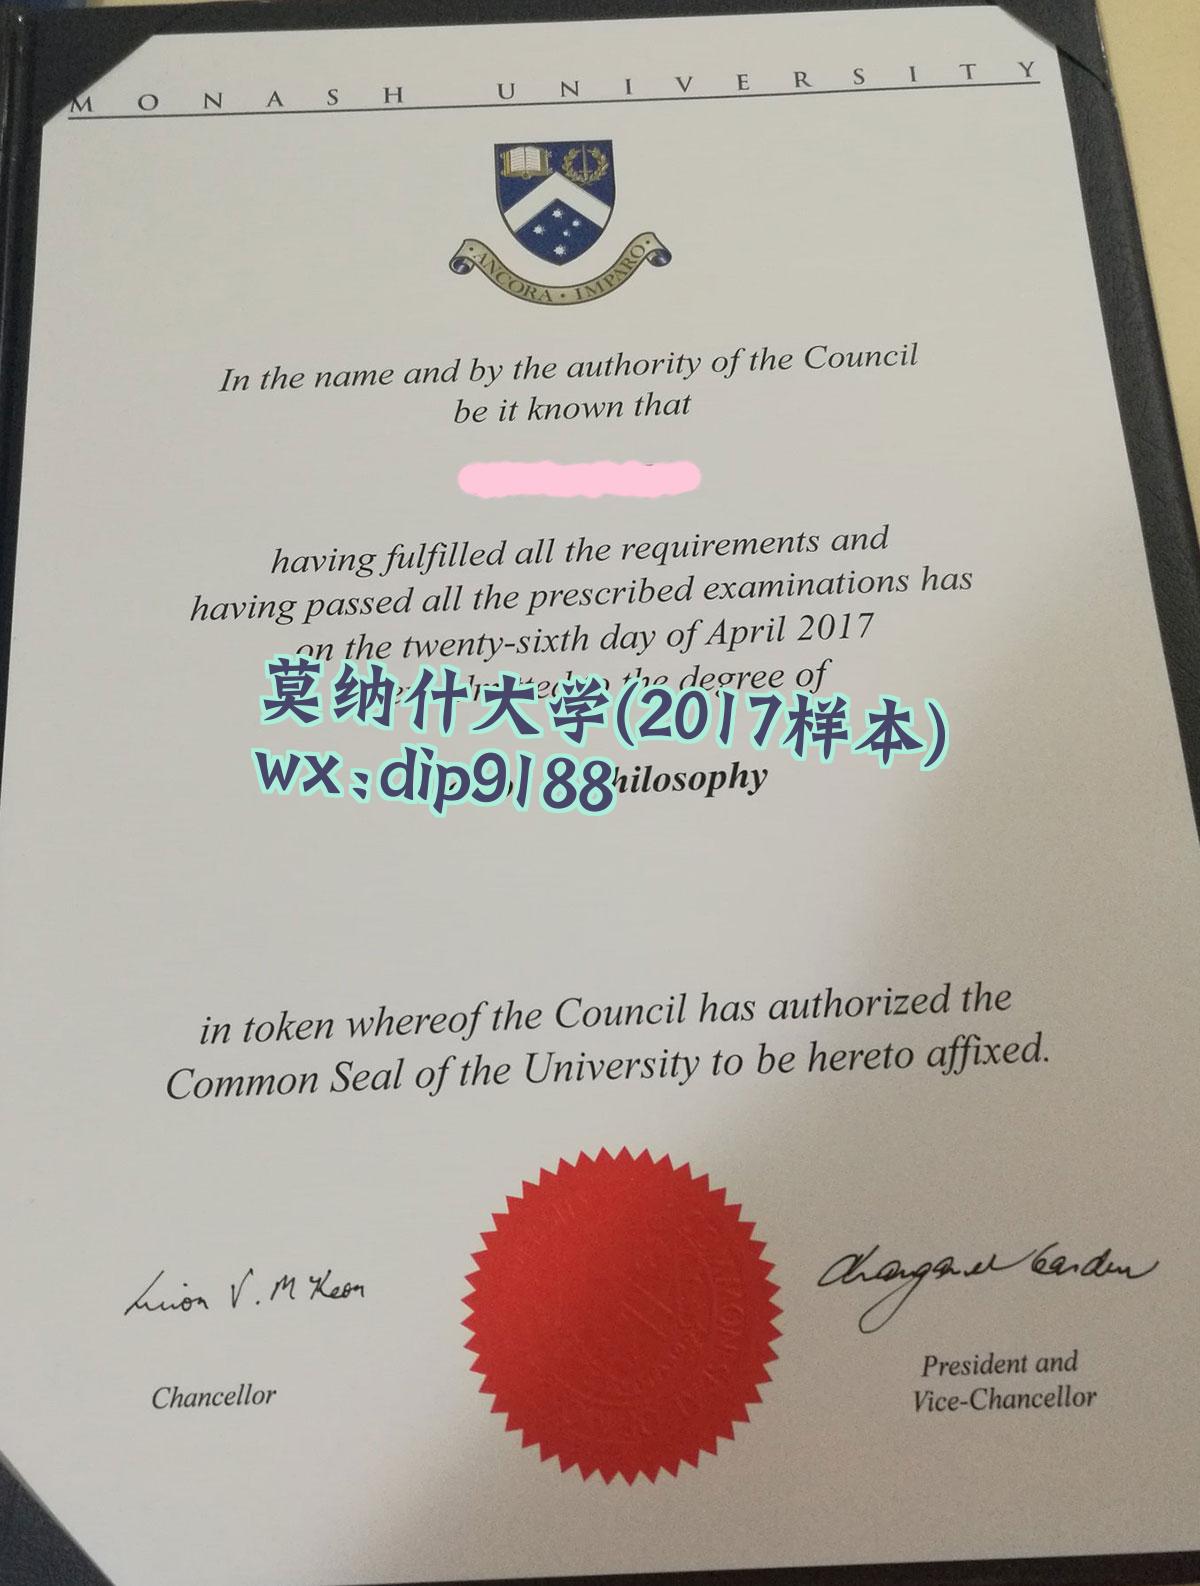 MONASH UNIVERSITY
ANCORA · IMPARO
In the name and by the authority of the Council
be it known that
having fulfilled all the requirements and
having passed all the prescribed examinations has
on the twenty-sixth day of April 2017
the degree of
莫纳什大学(2017样本)
wx:dip9188
in token whereof the Council has authorized the
Common Seal of the University to be hereto affixed.
Chancellor
President and
Vice-Chancellor